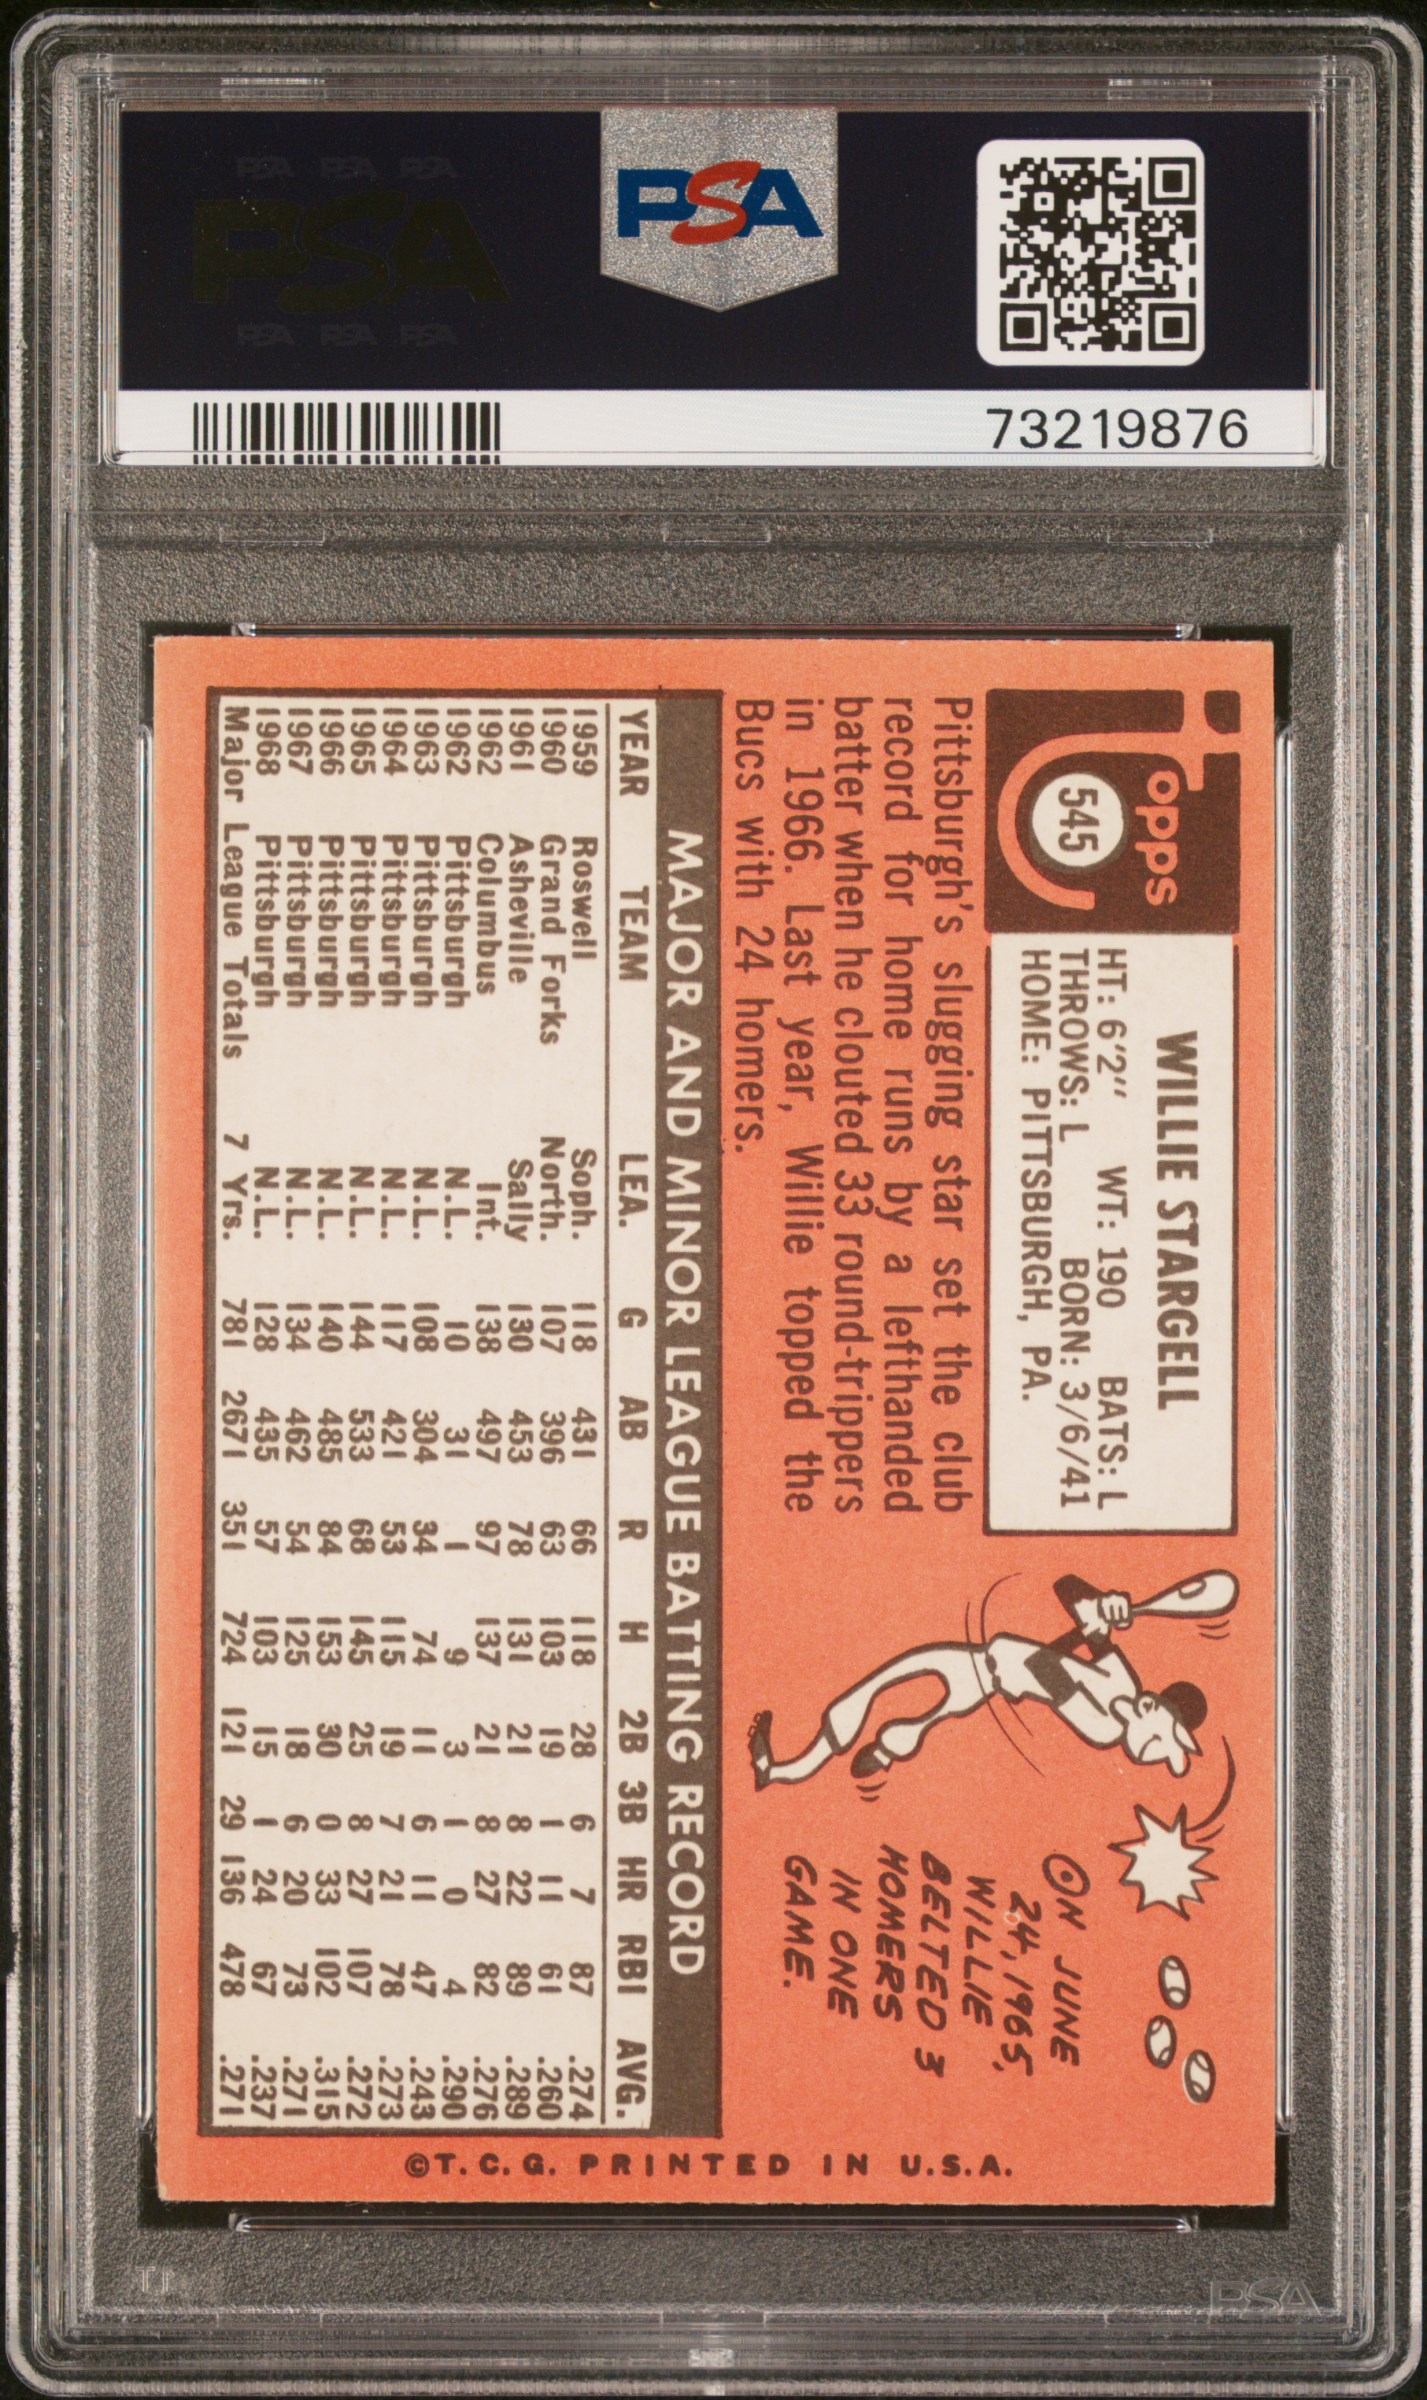 PSA PSA PSA
PSA
PSA PSA PSA
PSA
73219876
Topps
545
WILLIE STARGELL
HT: 6'2" WT: 190 BATS: L
THROWS: L BORN: 3/6/41
HOME: PITTSBURGH, PA.
Pittsburgh's slugging star set the club
record for home runs by a lefthanded
batter when he clouted 33 round-trippers
in 1966. Last year, Willie topped the
Bucs with 24 homers.
ON JUNE
24, 1965,
WILLIE
BELTED 3
HOMERS
IN ONE
GAME.
MAJOR AND MINOR LEAGUE BATTING RECORD
YEAR TEAM LEA. G AB R H 2B 3B HR RBI AVG.
1959 Roswell Soph. 118 431 66 118 28 6 7 87 .274
1960 Grand Forks North. 107 396 63 103 19 1 11 61 .260
1961 Asheville Sally 130 453 78 131 21 8 22 89 .289
1962 Columbus Int. 138 497 97 137 21 8 27 82 .276
1962 Pittsburgh N.L. 10 31 1 9 3 1 0 4 .290
1963 Pittsburgh N.L. 108 304 34 74 11 6 11 47 .243
1964 Pittsburgh N.L. 117 421 53 115 19 7 21 78 .273
1965 Pittsburgh N.L. 144 533 68 145 25 8 27 107 .272
1966 Pittsburgh N.L. 140 485 84 153 30 0 33 102 .315
1967 Pittsburgh N.L. 134 462 54 125 18 6 20 73 .271
1968 Pittsburgh N.L. 128 435 57 103 15 1 24 67 .237
Major League Totals 7 Yrs. 781 2671 351 724 121 29 136 478 .271
©T.C.G. PRINTED IN U.S.A.
PSA